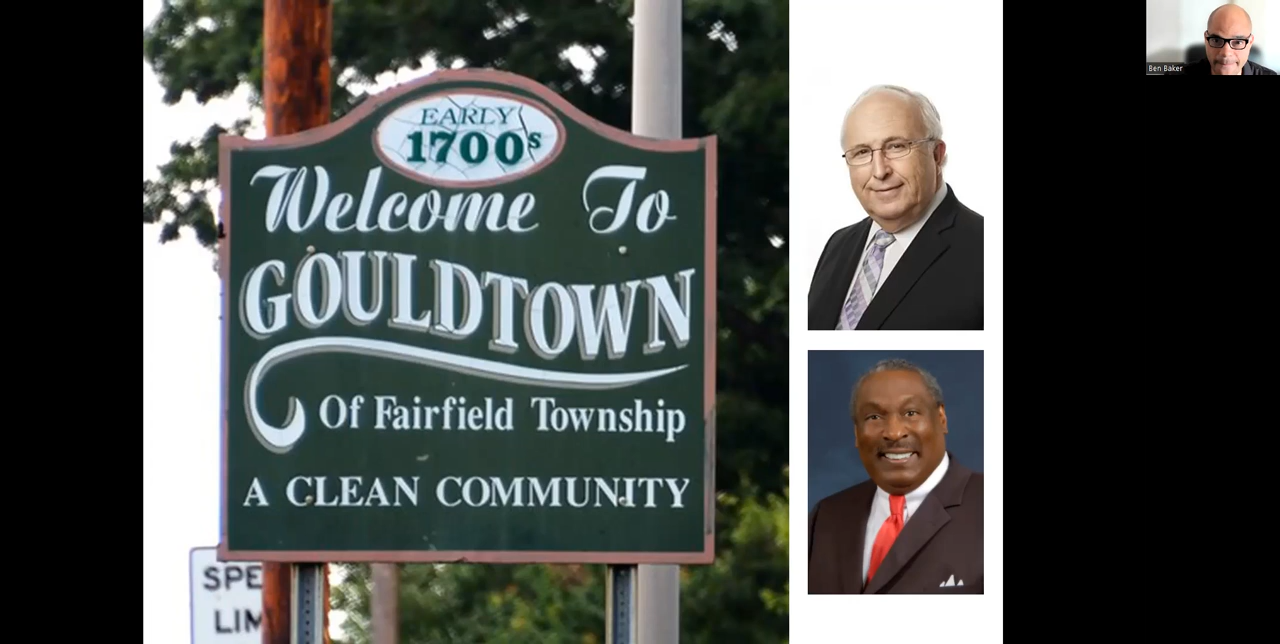 EARLY
1700s
Welcome To
GOULDTOWN
Of Fairfield Township
A CLEAN COMMUNITY
SPE
LIM
Ben Baker